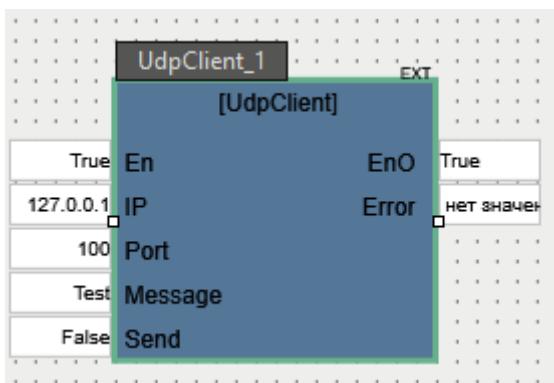 UdpClient_1
EXT
[UdpClient]
True En EnO True
127.0.0.1 IP Error нет значен
100 Port
Test Message
False Send